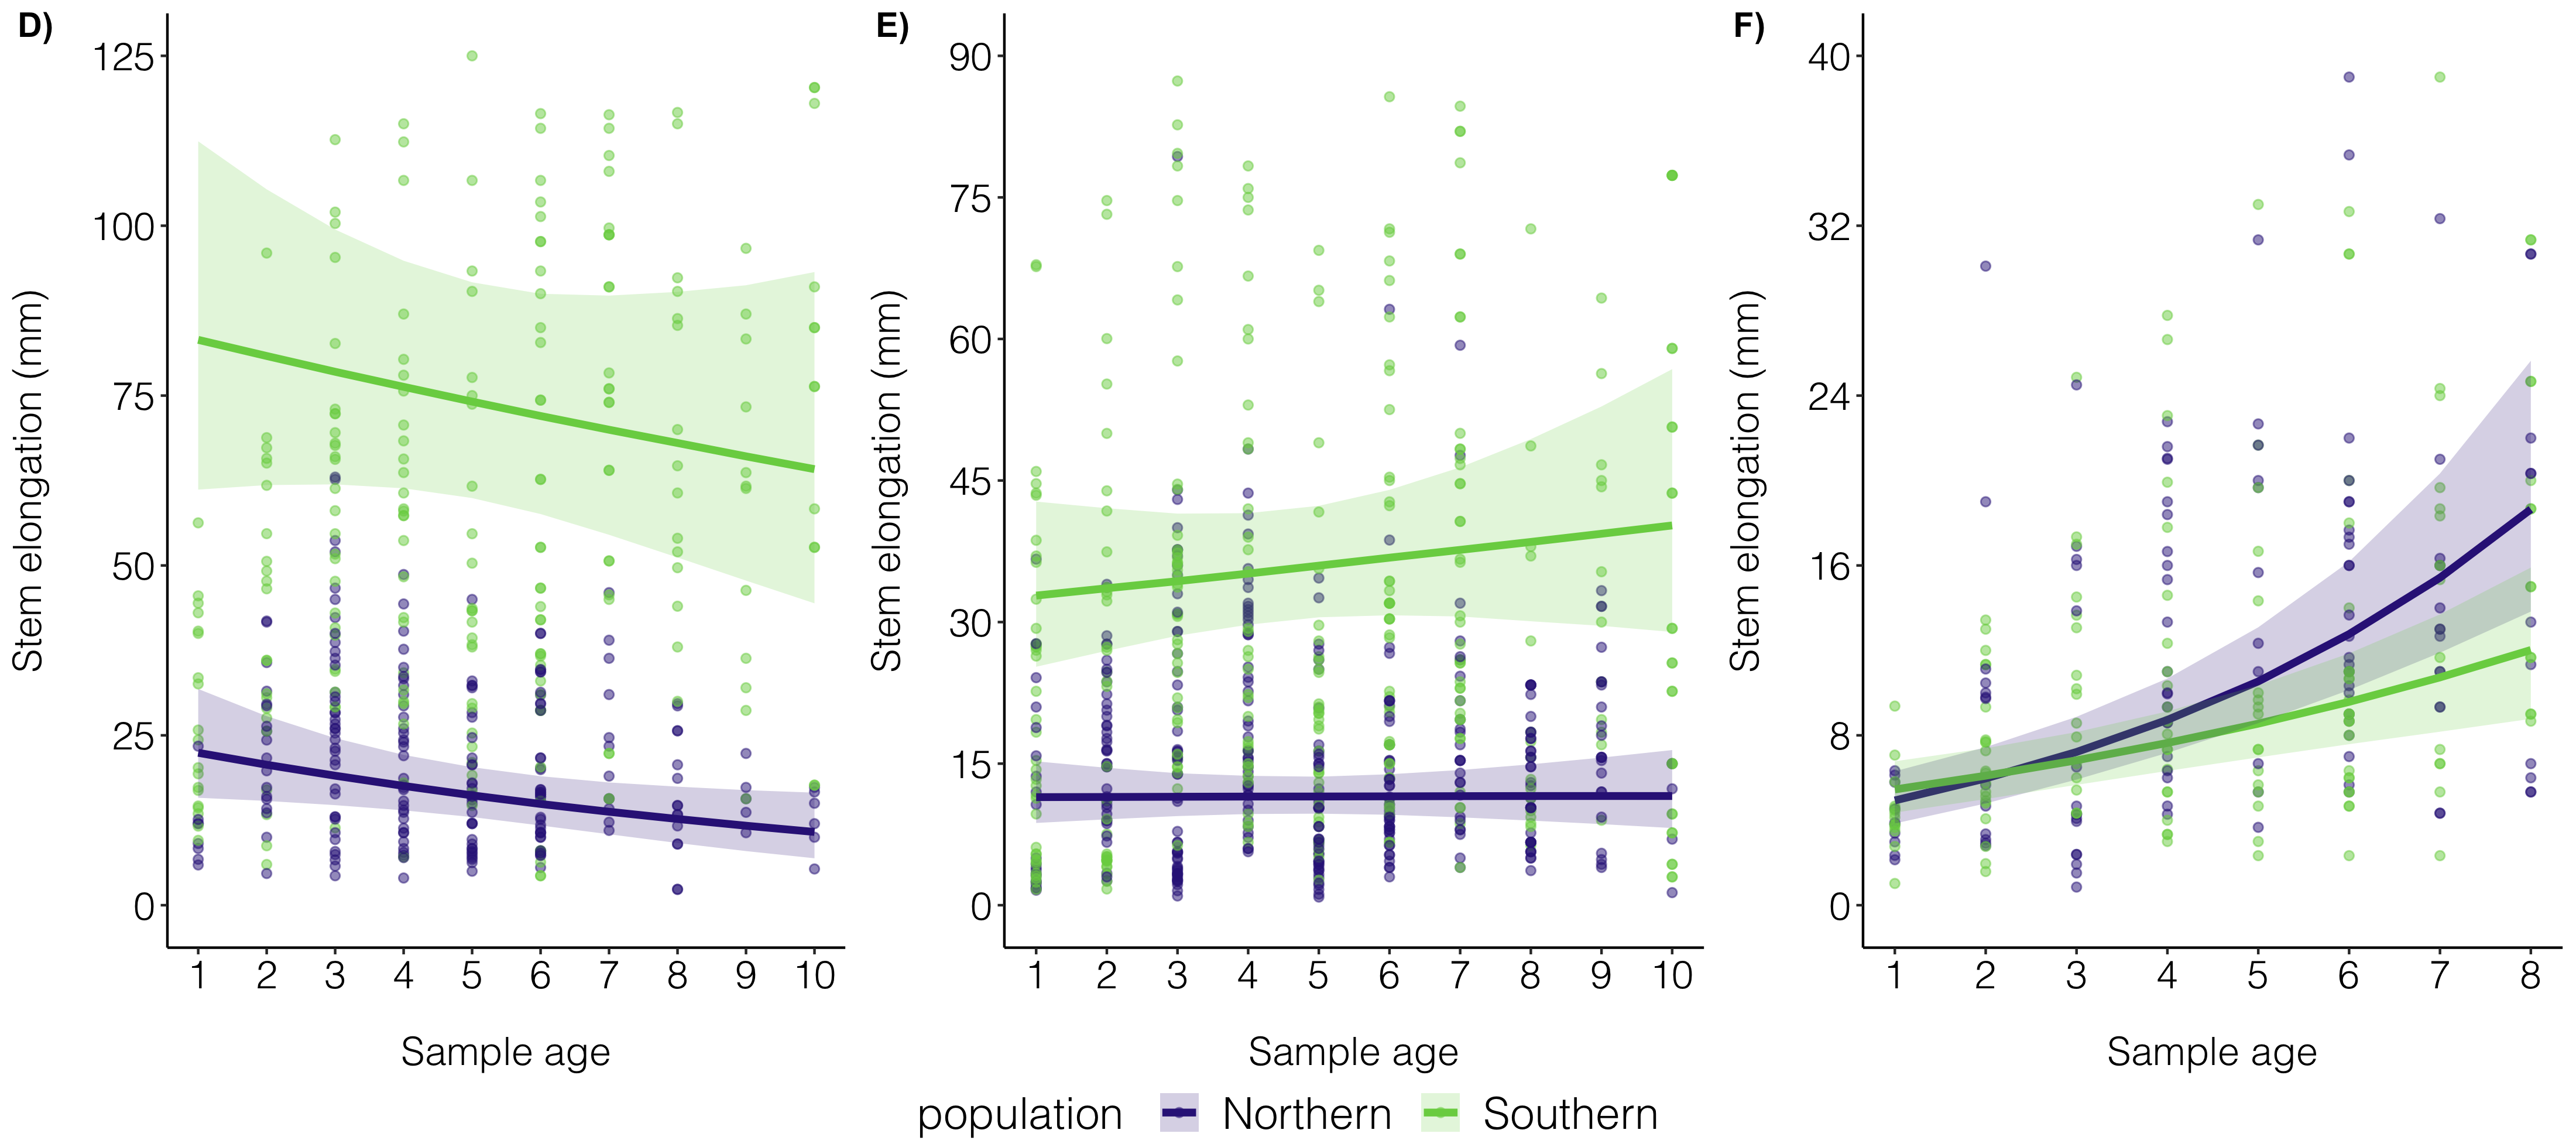 D)
Stem elongation (mm)
125
100
75
50
25
0
1 2 3 4 5 6 7 8 9 10
Sample age
E)
Stem elongation (mm)
90
75
60
45
30
15
0
1 2 3 4 5 6 7 8 9 10
Sample age
F)
Stem elongation (mm)
40
32
24
16
8
0
1 2 3 4 5 6 7 8
Sample age
population Northern Southern